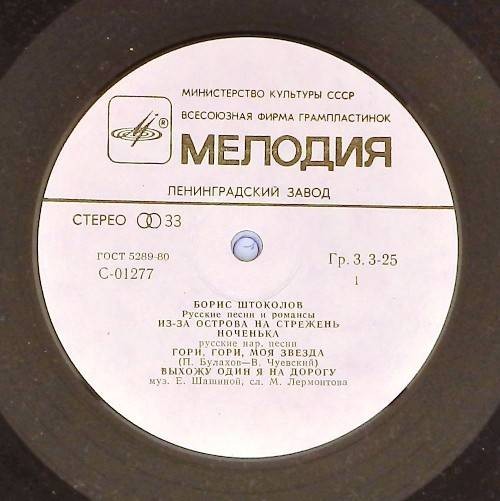 МИНИСТЕРСТВО КУЛЬТУРЫ СССР
ВСЕСОЮЗНАЯ ФИРМА ГРАМПЛАСТИНОК
®
МЕЛОДИЯ
ЛЕНИНГРАДСКИЙ ЗАВОД
СТЕРЕО 33
ГОСТ 5289-80
С-01277
Гр. 3. 3-25
1
БОРИС ШТОКОЛОВ
Русские песни и романсы
ИЗ-ЗА ОСТРОВА НА СТРЕЖЕНЬ
НОЧЕНЬКА
русские нар. песни
ГОРИ, ГОРИ, МОЯ ЗВЕЗДА
(П. Булахов—В. Чуевский)
ВЫХОЖУ ОДИН Я НА ДОРОГУ
муз. Е. Шашиной, сл. М. Лермонтова